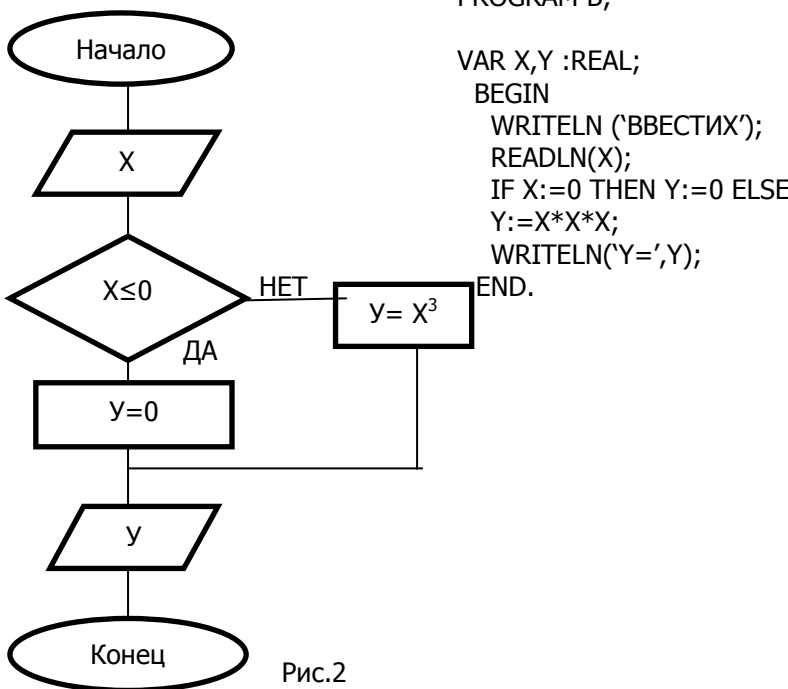 PROGRAM B;
VAR X,Y :REAL;
BEGIN
WRITELN (‘ВВЕСТИХ’);
READLN(X);
IF X:=0 THEN Y:=0 ELSE
Y:=X*X*X;
WRITELN(‘Y=’,Y);
END.
Начало
X
X≤0
НЕТ
У= X³
ДА
У=0
У
Конец
Рис.2